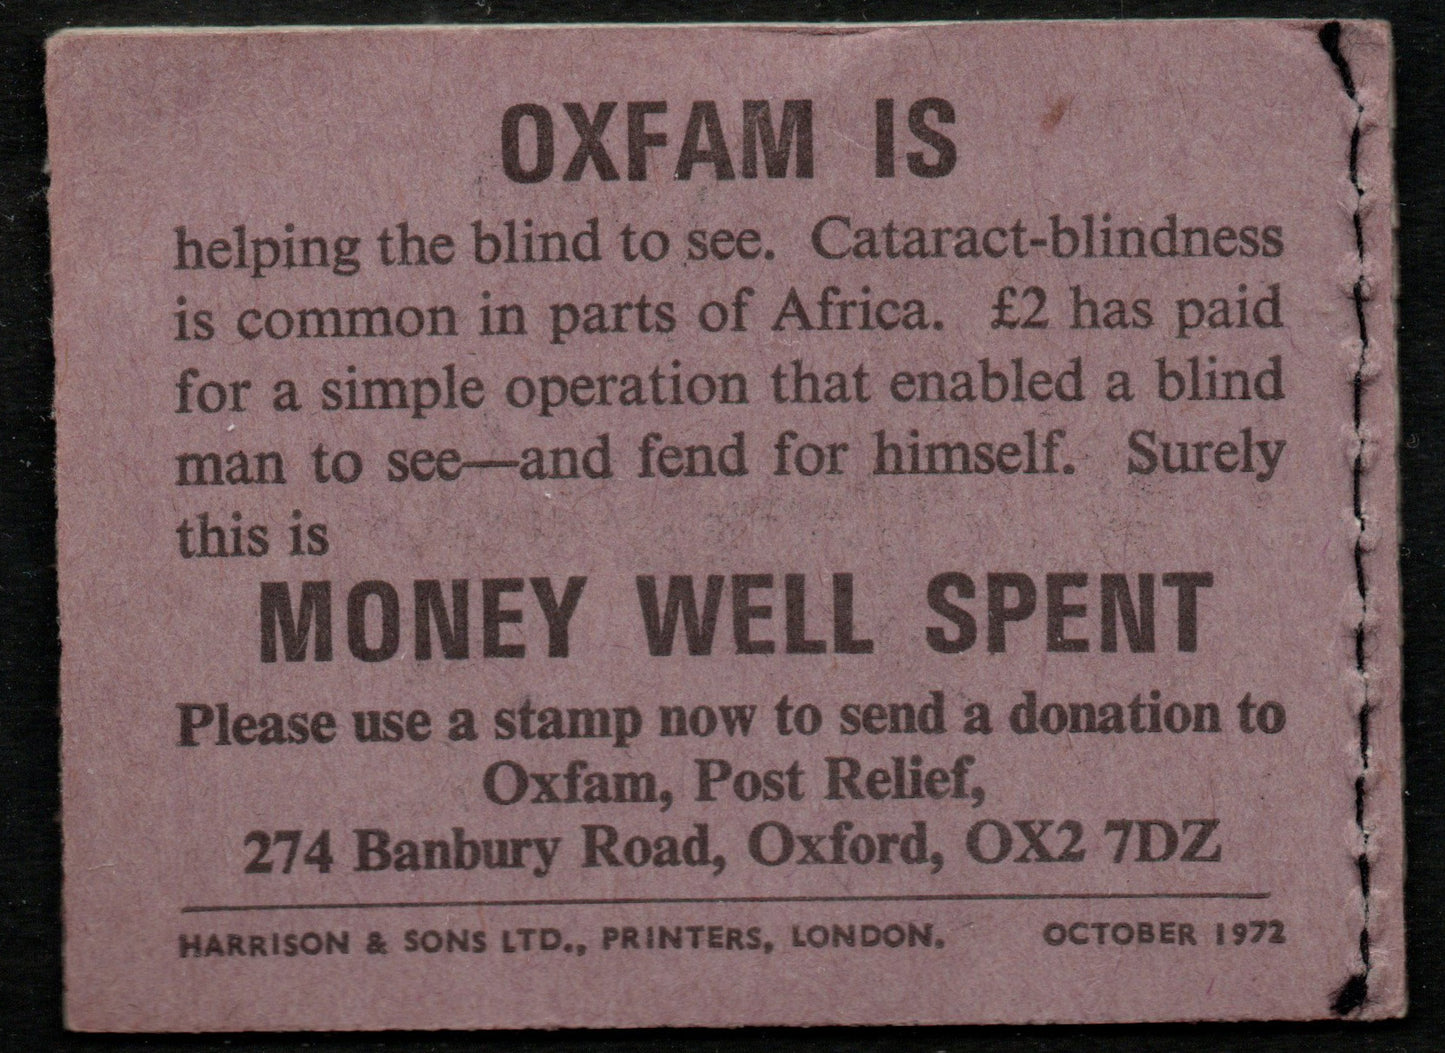 OXFAM IS
helping the blind to see. Cataract-blindness
is common in parts of Africa. £2 has paid
for a simple operation that enabled a blind
man to see—and fend for himself. Surely
this is
MONEY WELL SPENT
Please use a stamp now to send a donation to
Oxfam, Post Relief,
274 Banbury Road, Oxford, OX2 7DZ
HARRISON & SONS LTD., PRINTERS, LONDON. OCTOBER 1972